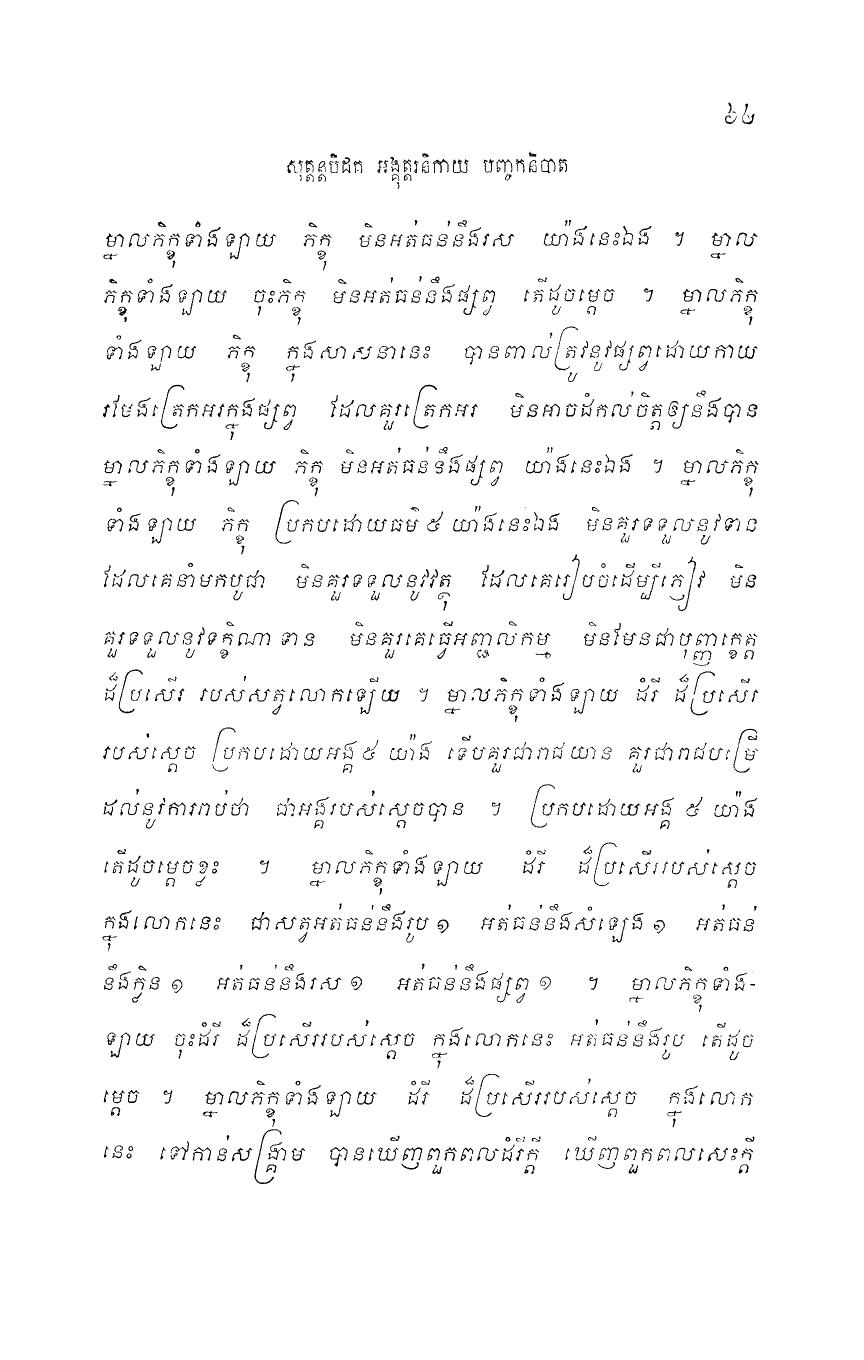 ៦៤
សុត្តន្តបិដក អង្គុត្តរនិកាយ បញ្ចកនិបាត
ម្នាលភិក្ខុទាំងឡាយ ភិក្ខុ មិនអត់ធន់នឹងរស យ៉ាងនេះឯង ។ ម្នាល
ភិក្ខុទាំងឡាយ ចុះភិក្ខុ មិនអត់ធន់នឹងផ្សព្វ តើដូចម្តេច ។ ម្នាលភិក្ខុ
ទាំងឡាយ ភិក្ខុ ក្នុងសាសនានេះ បានពាល់ត្រូវនូវផ្សព្វដោយកាយ
រមែងត្រេកអរក្នុងផ្សព្វ ដែលគួរត្រេកអរ មិនអាចដំកល់ចិត្តឲ្យនឹងបាន
ម្នាលភិក្ខុទាំងឡាយ ភិក្ខុ មិនអត់ធន់នឹងផ្សព្វ យ៉ាងនេះឯង ។ ម្នាលភិក្ខុ
ទាំងឡាយ ភិក្ខុ ប្រកបដោយធម៌ ៥ យ៉ាងនេះឯង មិនគួរទទួលនូវទាន
ដែលគេនាំមកបូជា មិនគួរទទួលនូវវត្ថុ ដែលគេរៀបចំដើម្បីភ្ញៀវ មិន
គួរទទួលនូវទក្ខិណាទាន មិនគួរគេធ្វើអញ្ជលិកម្ម មិនមែនជាបុញ្ញក្ខេត្ត
ដ៏ប្រសើរ របស់សត្វលោកឡើយ ។ ម្នាលភិក្ខុទាំងឡាយ ដំរី ដ៏ប្រសើរ
របស់ស្តេច ប្រកបដោយអង្គ ៥ យ៉ាង ទើបគួរជារាជយាន គួរជារាជបម្រើ
ដល់នូវការរាប់ថា ជាអង្គរបស់ស្តេចបាន ។ ប្រកបដោយអង្គ ៥ យ៉ាង
តើដូចម្តេចខ្លះ ។ ម្នាលភិក្ខុទាំងឡាយ ដំរី ដ៏ប្រសើររបស់ស្តេច
ក្នុងលោកនេះ ជាសត្វអត់ធន់នឹងរូប ១ អត់ធន់នឹងសំឡេង ១ អត់ធន់
នឹងក្លិន ១ អត់ធន់នឹងរស ១ អត់ធន់នឹងផ្សព្វ ១ ។ ម្នាលភិក្ខុទាំង-
ឡាយ ចុះដំរី ដ៏ប្រសើររបស់ស្តេច ក្នុងលោកនេះ អត់ធន់នឹងរូប តើដូច
ម្តេច ។ ម្នាលភិក្ខុទាំងឡាយ ដំរី ដ៏ប្រសើររបស់ស្តេច ក្នុងលោក
នេះ ទៅកាន់សង្គ្រាម បានឃើញពួកពលដំរីក្តី ឃើញពួកពលសេះក្តី